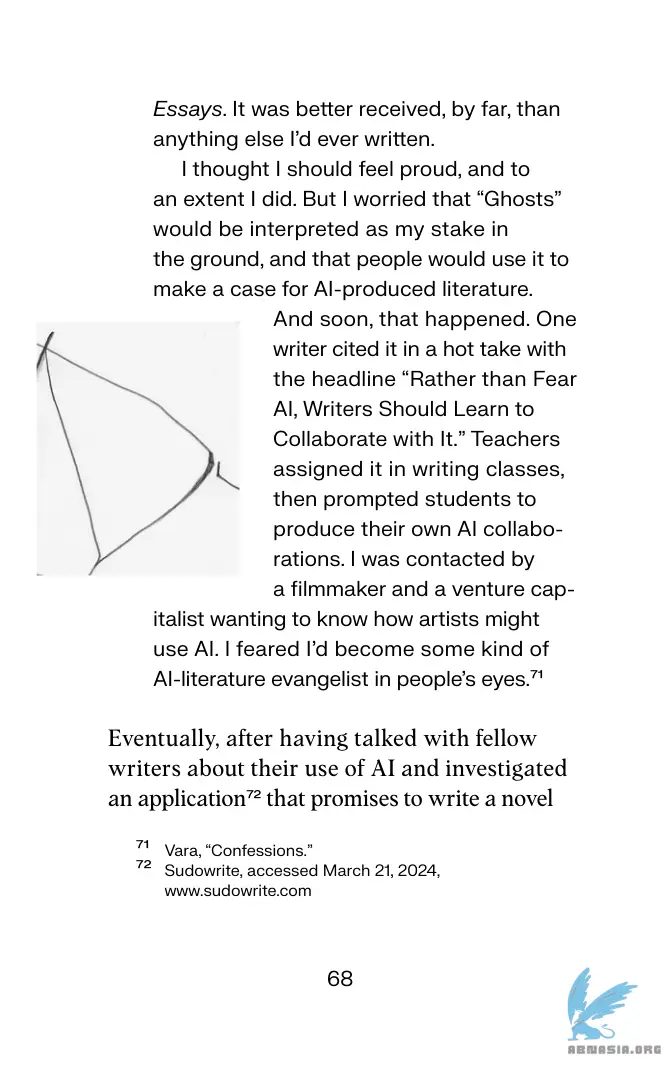 Essays. It was better received, by far, than
anything else I’d ever written.
I thought I should feel proud, and to
an extent I did. But I worried that “Ghosts”
would be interpreted as my stake in
the ground, and that people would use it to
make a case for AI-produced literature.
And soon, that happened. One
writer cited it in a hot take with
the headline “Rather than Fear
AI, Writers Should Learn to
Collaborate with It.” Teachers
assigned it in writing classes,
then prompted students to
produce their own AI collabo-
rations. I was contacted by
a filmmaker and a venture cap-
italist wanting to know how artists might
use AI. I feared I’d become some kind of
AI-literature evangelist in people’s eyes.⁷¹
Eventually, after having talked with fellow
writers about their use of AI and investigated
an application⁷² that promises to write a novel
71 Vara, “Confessions.”
72 Sudowrite, accessed March 21, 2024,
www.sudowrite.com
68
ABNASIA.ORG